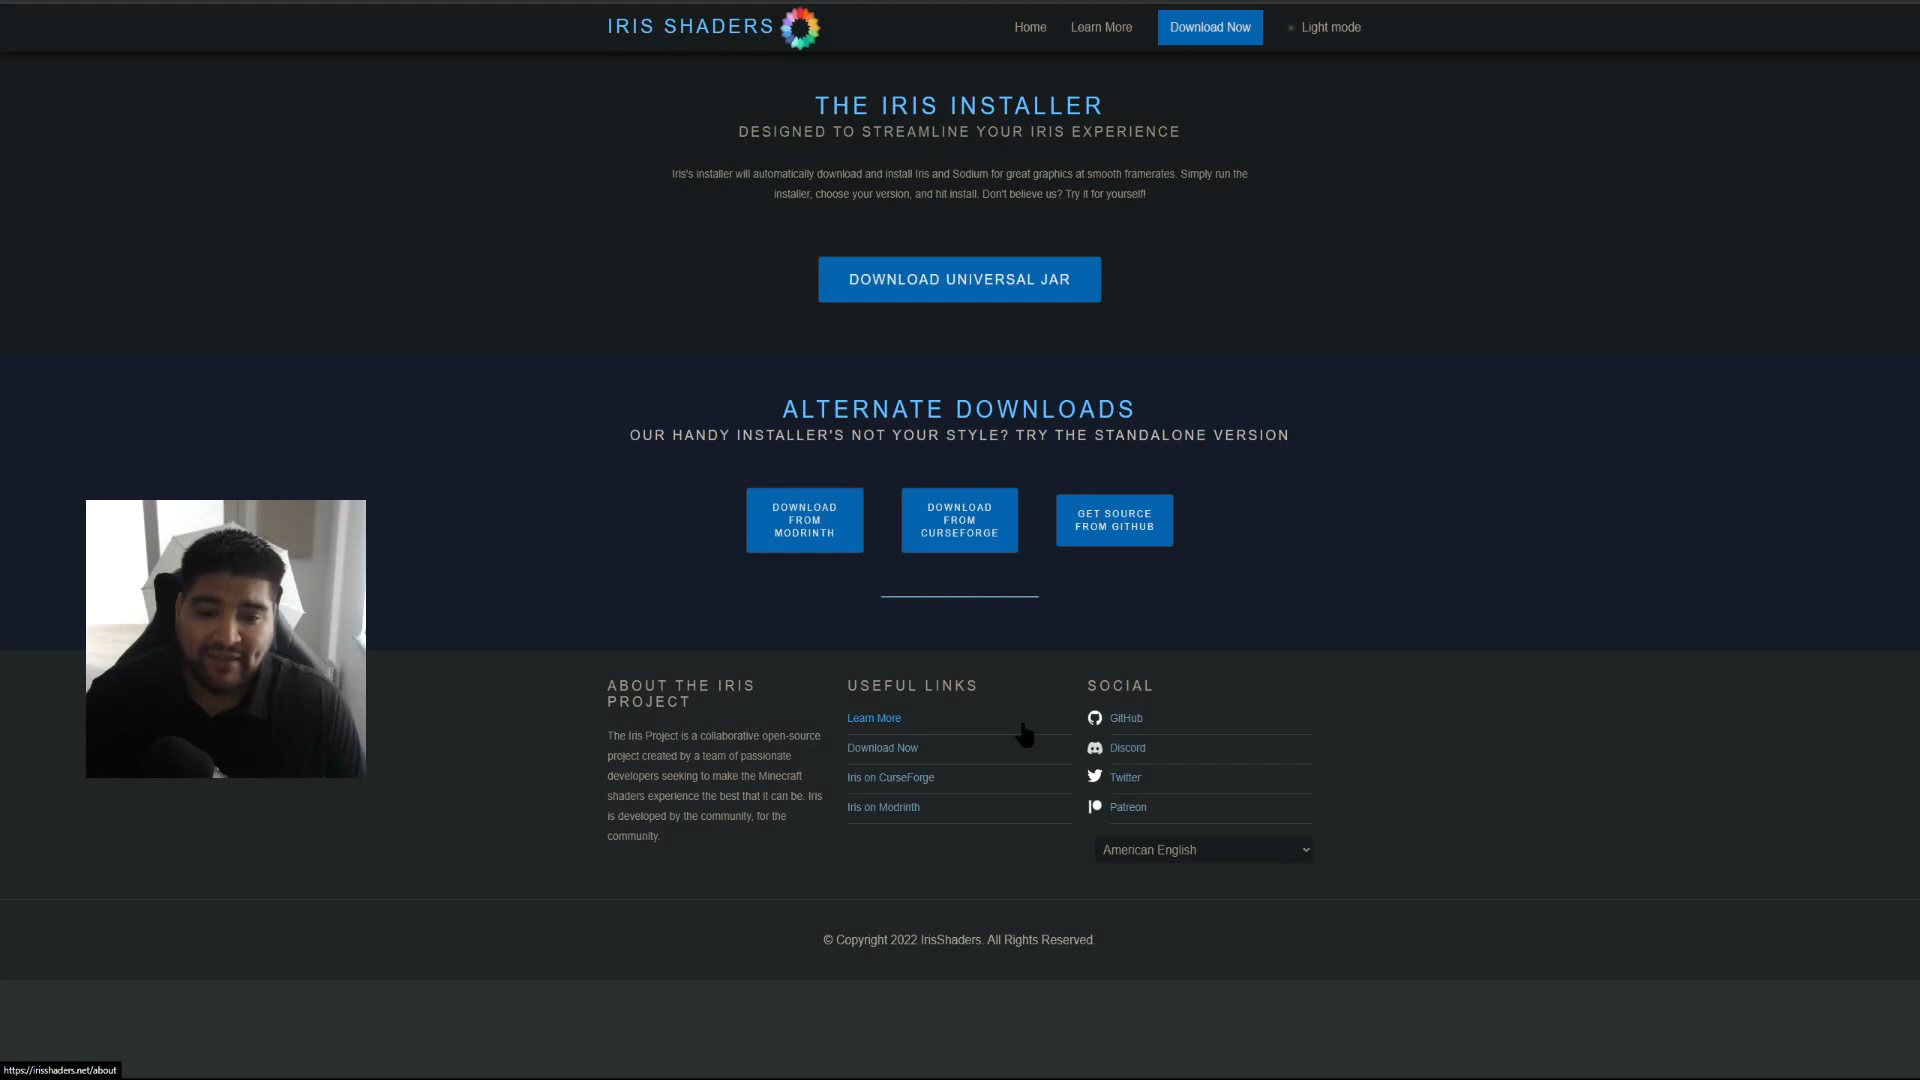 IRIS SHADERS
Home
Learn More
Download Now
Light mode
THE IRIS INSTALLER
DESIGNED TO STREAMLINE YOUR IRIS EXPERIENCE
Iris's installer will automatically download and install Iris and Sodium for great graphics at smooth framerates. Simply run the
installer, choose your version, and hit install. Don't believe us? Try it for yourself!
DOWNLOAD UNIVERSAL JAR
ALTERNATE DOWNLOADS
OUR HANDY INSTALLER'S NOT YOUR STYLE? TRY THE STANDALONE VERSION
DOWNLOAD
FROM
MODRINTH
DOWNLOAD
FROM
CURSEFORGE
GET SOURCE
FROM GITHUB
ABOUT THE IRIS
PROJECT
The Iris Project is a collaborative open-source
project created by a team of passionate
developers seeking to make the Minecraft
shaders experience the best that it can be. Iris
is developed by the community, for the
community.
USEFUL LINKS
Learn More
Download Now
Iris on CurseForge
Iris on Modrinth
SOCIAL
GitHub
Discord
Twitter
Patreon
American English
© Copyright 2022 IrisShaders. All Rights Reserved.
https://irisshaders.net/about